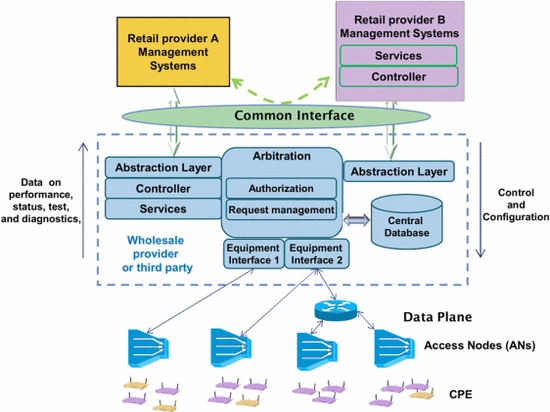 Retail provider A
Management
Systems
Retail provider B
Management Systems
Services
Controller
Common Interface
Data on
performance,
status, test,
and diagnostics,
Abstraction Layer
Controller
Services
Arbitration
Authorization
Request management
Abstraction Layer
Central
Database
Control
and
Configuration
Wholesale
provider
or third party
Equipment
Interface 1
Equipment
Interface 2
Data Plane
Access Nodes (ANs)
CPE